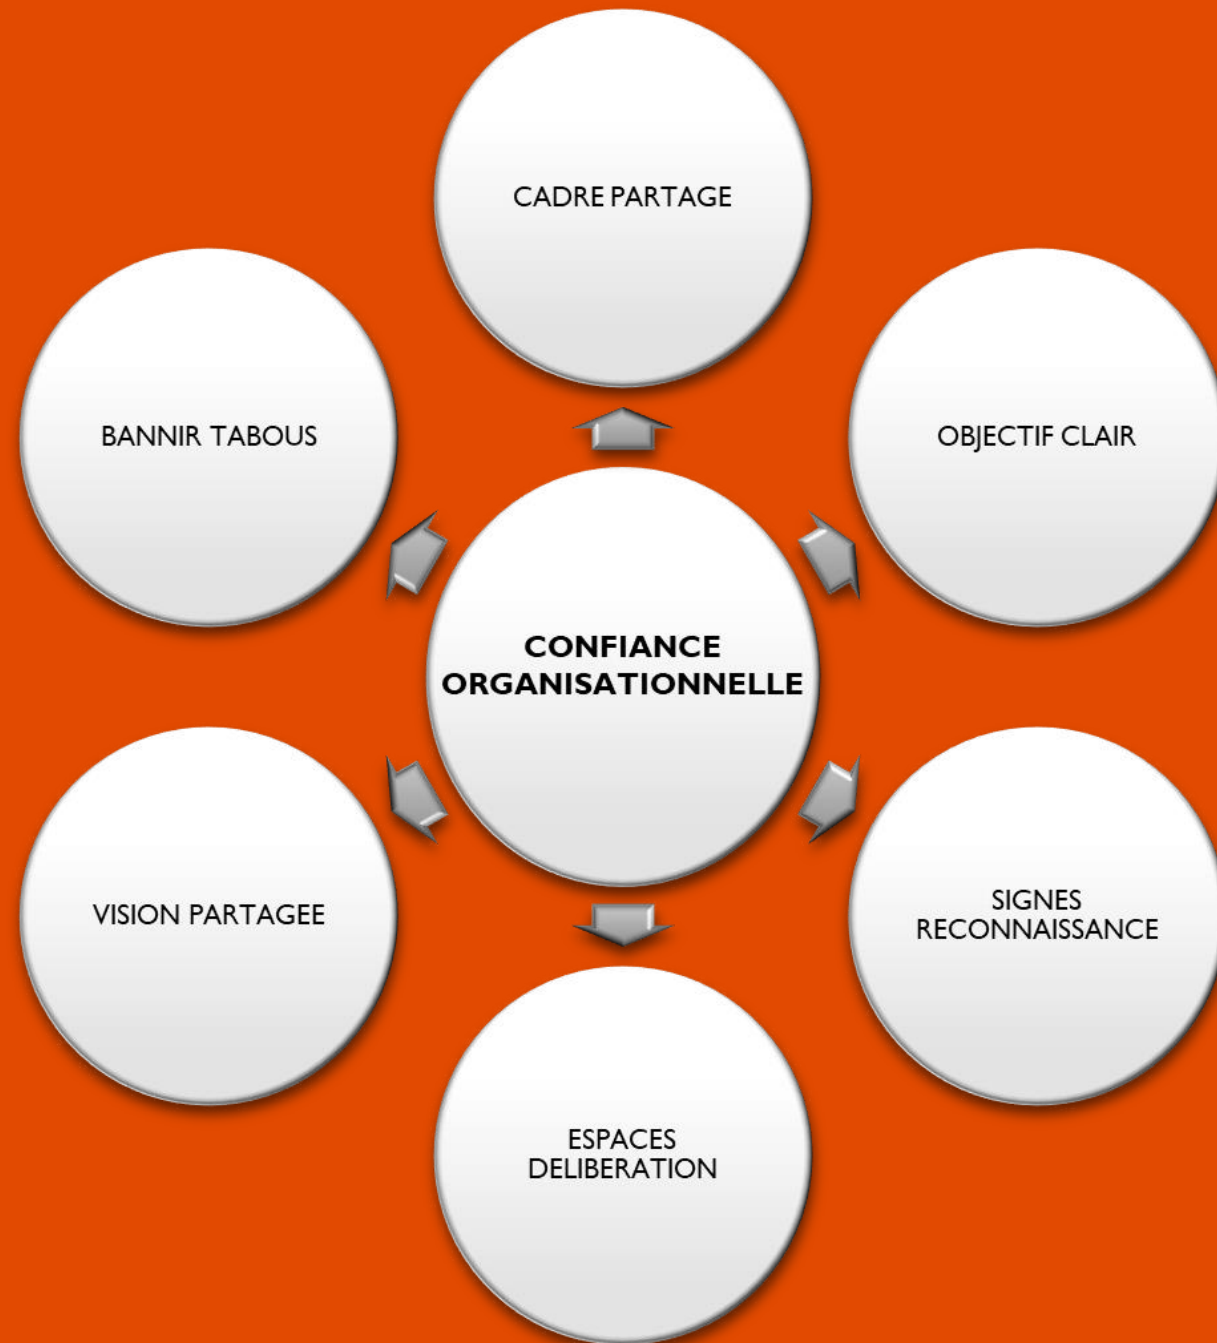 CADRE PARTAGE
BANNIR TABOUS
OBJECTIF CLAIR
CONFIANCE
ORGANISATIONNELLE
VISION PARTAGEE
SIGNES
RECONNAISSANCE
ESPACES
DELIBERATION